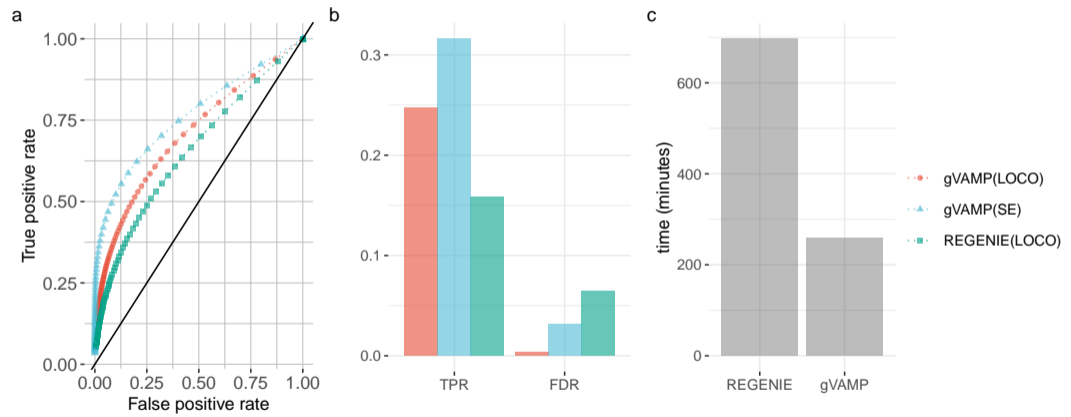 a
1.00
0.75
0.50
0.25
0.00
True positive rate
0.00 0.25 0.50 0.75 1.00
False positive rate
b
0.3
0.2
0.1
0.0
TPR FDR
c
600
400
200
0
time (minutes)
REGENIE gVAMP
gVAMP(LOCO)
gVAMP(SE)
REGENIE(LOCO)